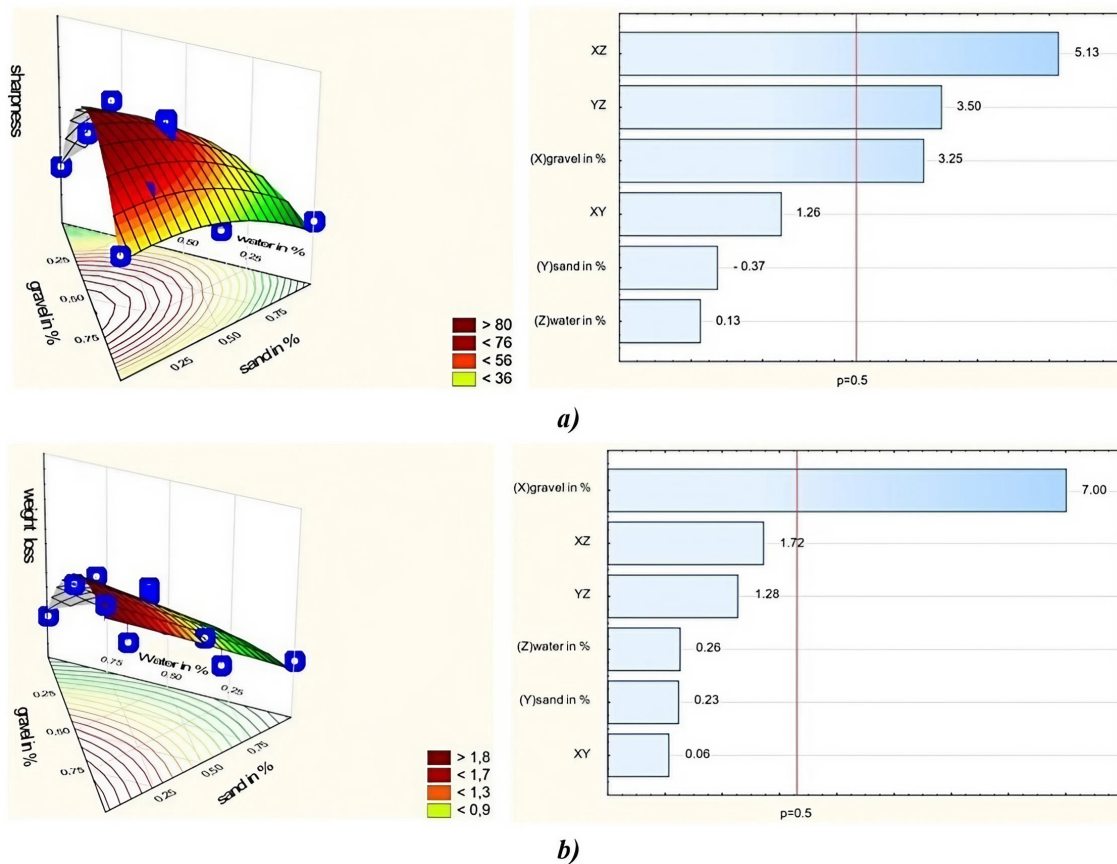 sharpness
water in %
0.50
0.25
0.25
0.50
0.75
gravel in %
0.75
0.50
0.25
sand in %
> 80
< 76
< 56
< 36
XZ
5.13
YZ
3.50
(X)gravel in %
3.25
XY
1.26
(Y)sand in %
- 0.37
(Z)water in %
0.13
p=0.5
a)
weight loss
0.75
Water in %
0.50
0.25
0.25
0.50
0.75
gravel in %
0.75
0.50
0.25
sand in %
> 1,8
< 1,7
< 1,3
< 0,9
(X)gravel in %
7.00
XZ
1.72
YZ
1.28
(Z)water in %
0.26
(Y)sand in %
0.23
XY
0.06
p=0.5
b)